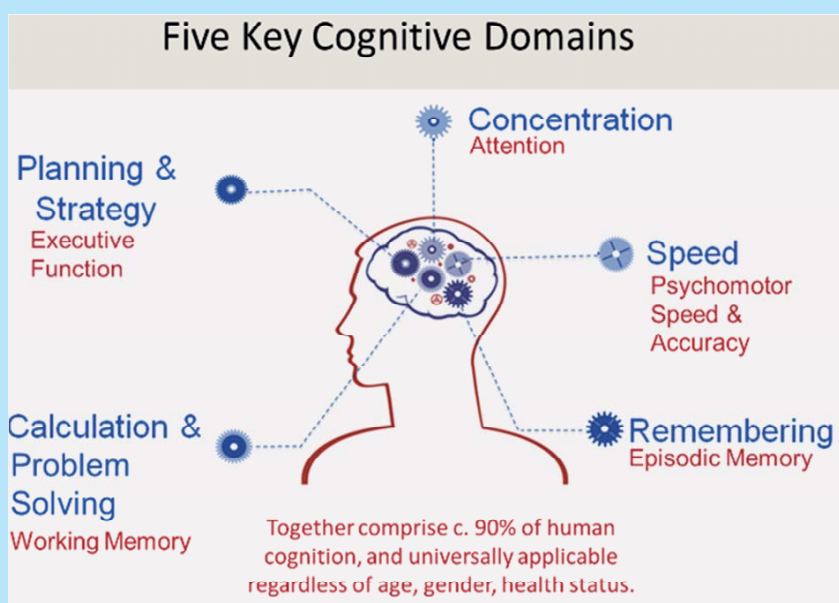 Five Key Cognitive Domains
Concentration
Attention
Planning &
Strategy
Executive
Function
Speed
Psychomotor
Speed &
Accuracy
Calculation &
Problem
Solving
Working Memory
Remembering
Episodic Memory
Together comprise c. 90% of human
cognition, and universally applicable
regardless of age, gender, health status.